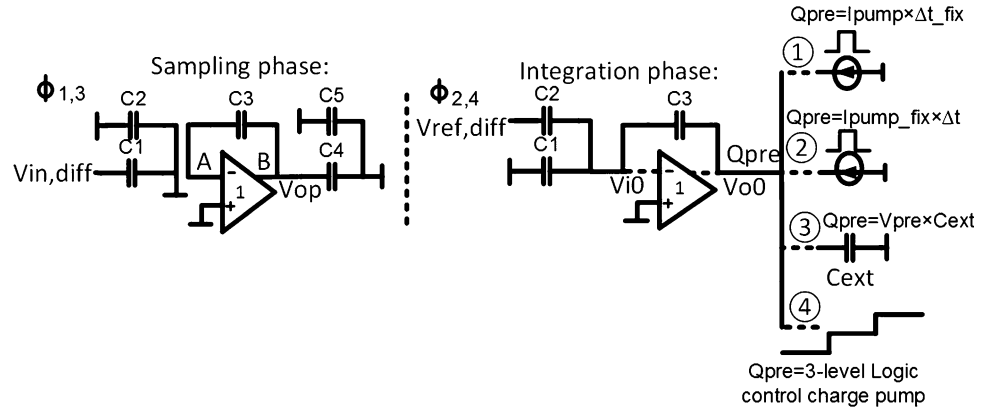 Sampling phase:
ϕ1,3
C2
C1
Vin,diff
C3
A
B
-
+
1
Vop
C5
C4
Integration phase:
ϕ2,4
C2
Vref,diff
C1
Vi0
C3
-
+
1
Qpre
Vo0
Qpre=Ipump×Δt_fix
1
Qpre=Ipump_fix×Δt
2
3
Qpre=Vpre×Cext
Cext
4
Qpre=3-level Logic
control charge pump